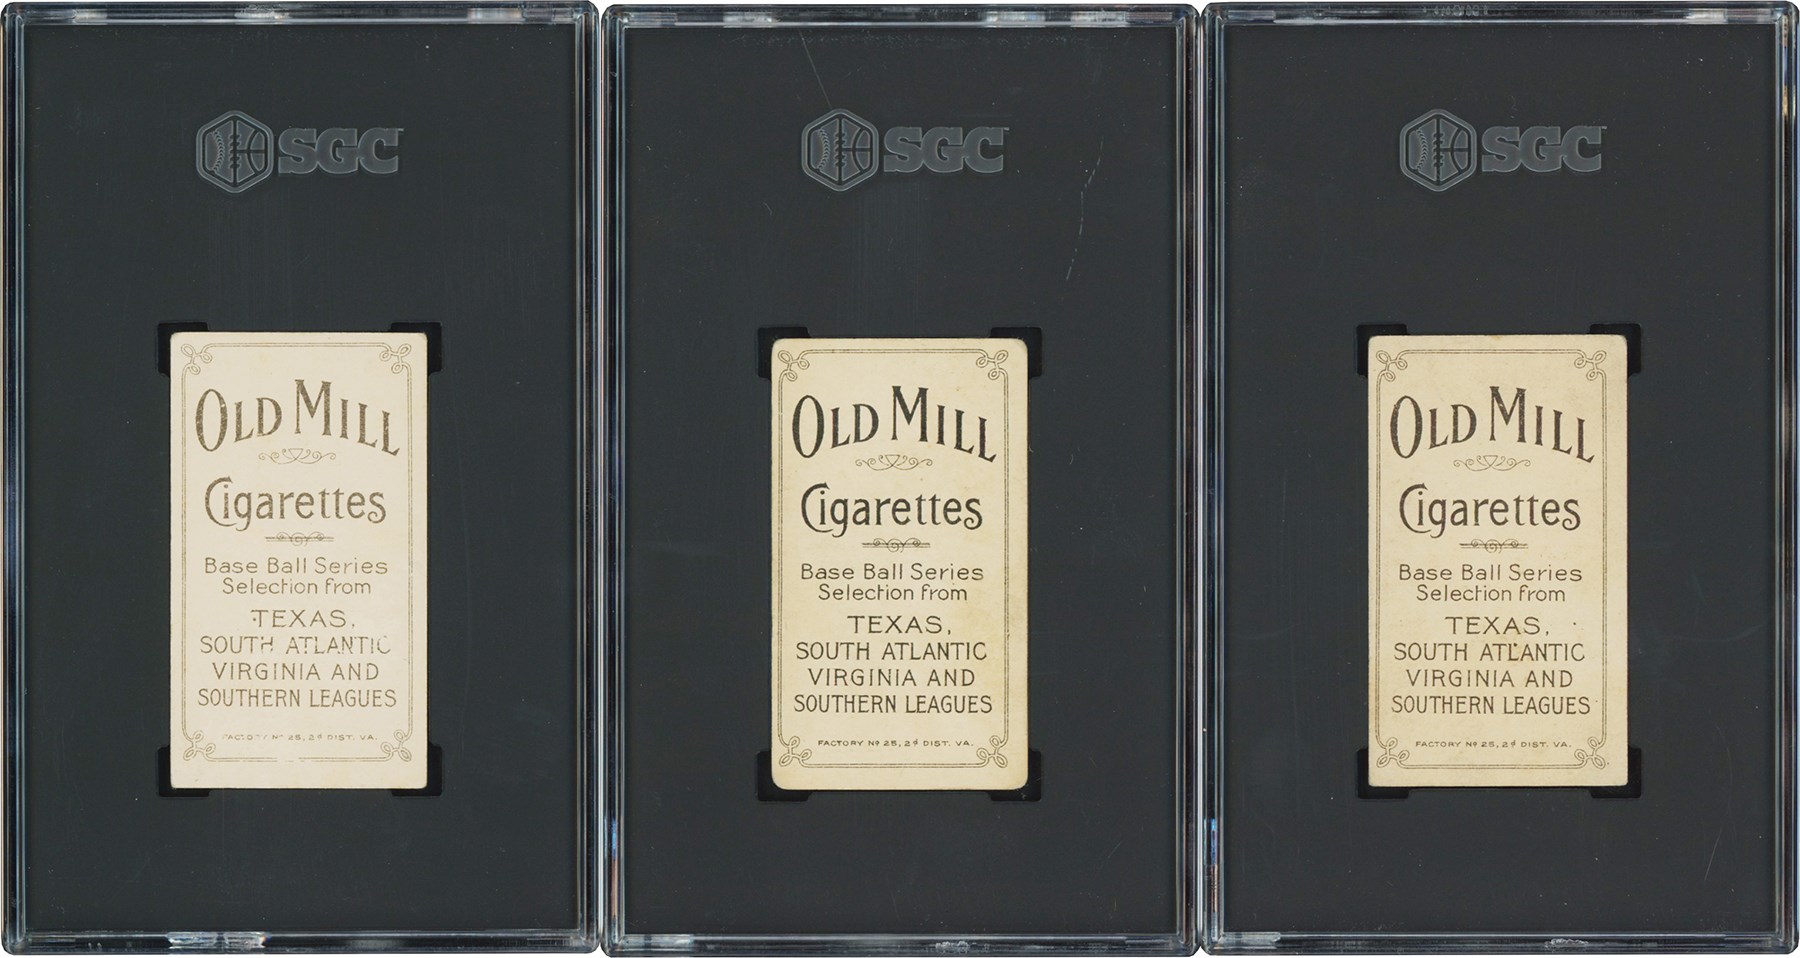 SGC
OLD MILL
Cigarettes
Base Ball Series
Selection from
TEXAS,
SOUTH ATLANTIC
VIRGINIA AND
SOUTHERN LEAGUES
FACTORY Nº 25, 2d DIST. VA.
SGC
OLD MILL
Cigarettes
Base Ball Series
Selection from
TEXAS,
SOUTH ATLANTIC
VIRGINIA AND
SOUTHERN LEAGUES
FACTORY Nº 25, 2d DIST. VA.
SGC
OLD MILL
Cigarettes
Base Ball Series
Selection from
TEXAS,
SOUTH ATLANTIC
VIRGINIA AND
SOUTHERN LEAGUES
FACTORY Nº 25, 2d DIST. VA.